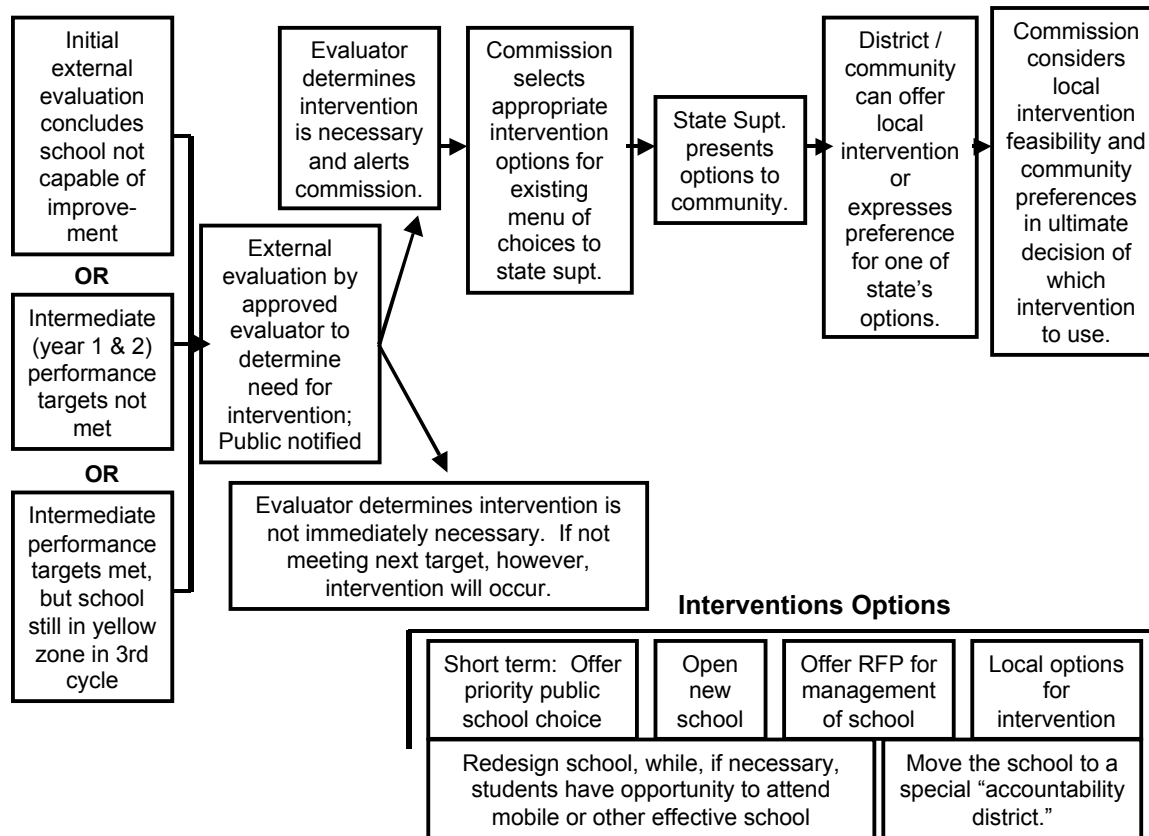 Initial
external
evaluation
concludes
school not
capable of
improve-
ment
OR
Intermediate
(year 1 & 2)
performance
targets not
met
OR
Intermediate
performance
targets met,
but school
still in yellow
zone in 3rd
cycle
External
evaluation by
approved
evaluator to
determine
need for
intervention;
Public notified
Evaluator
determines
intervention
is necessary
and alerts
commission.
Commission
selects
appropriate
intervention
options for
existing
menu of
choices to
state supt.
State Supt.
presents
options to
community.
District /
community
can offer
local
intervention
or
expresses
preference
for one of
state's
options.
Commission
considers
local
intervention
feasibility and
community
preferences
in ultimate
decision of
which
intervention
to use.
Evaluator determines intervention is
not immediately necessary.  If not
meeting next target, however,
intervention will occur.
Interventions Options
Short term:  Offer
priority public
school choice
Open
new
school
Offer RFP for
management
of school
Local options
for
intervention
Redesign school, while, if necessary,
students have opportunity to attend
mobile or other effective school
Move the school to a
special “accountability
district.”